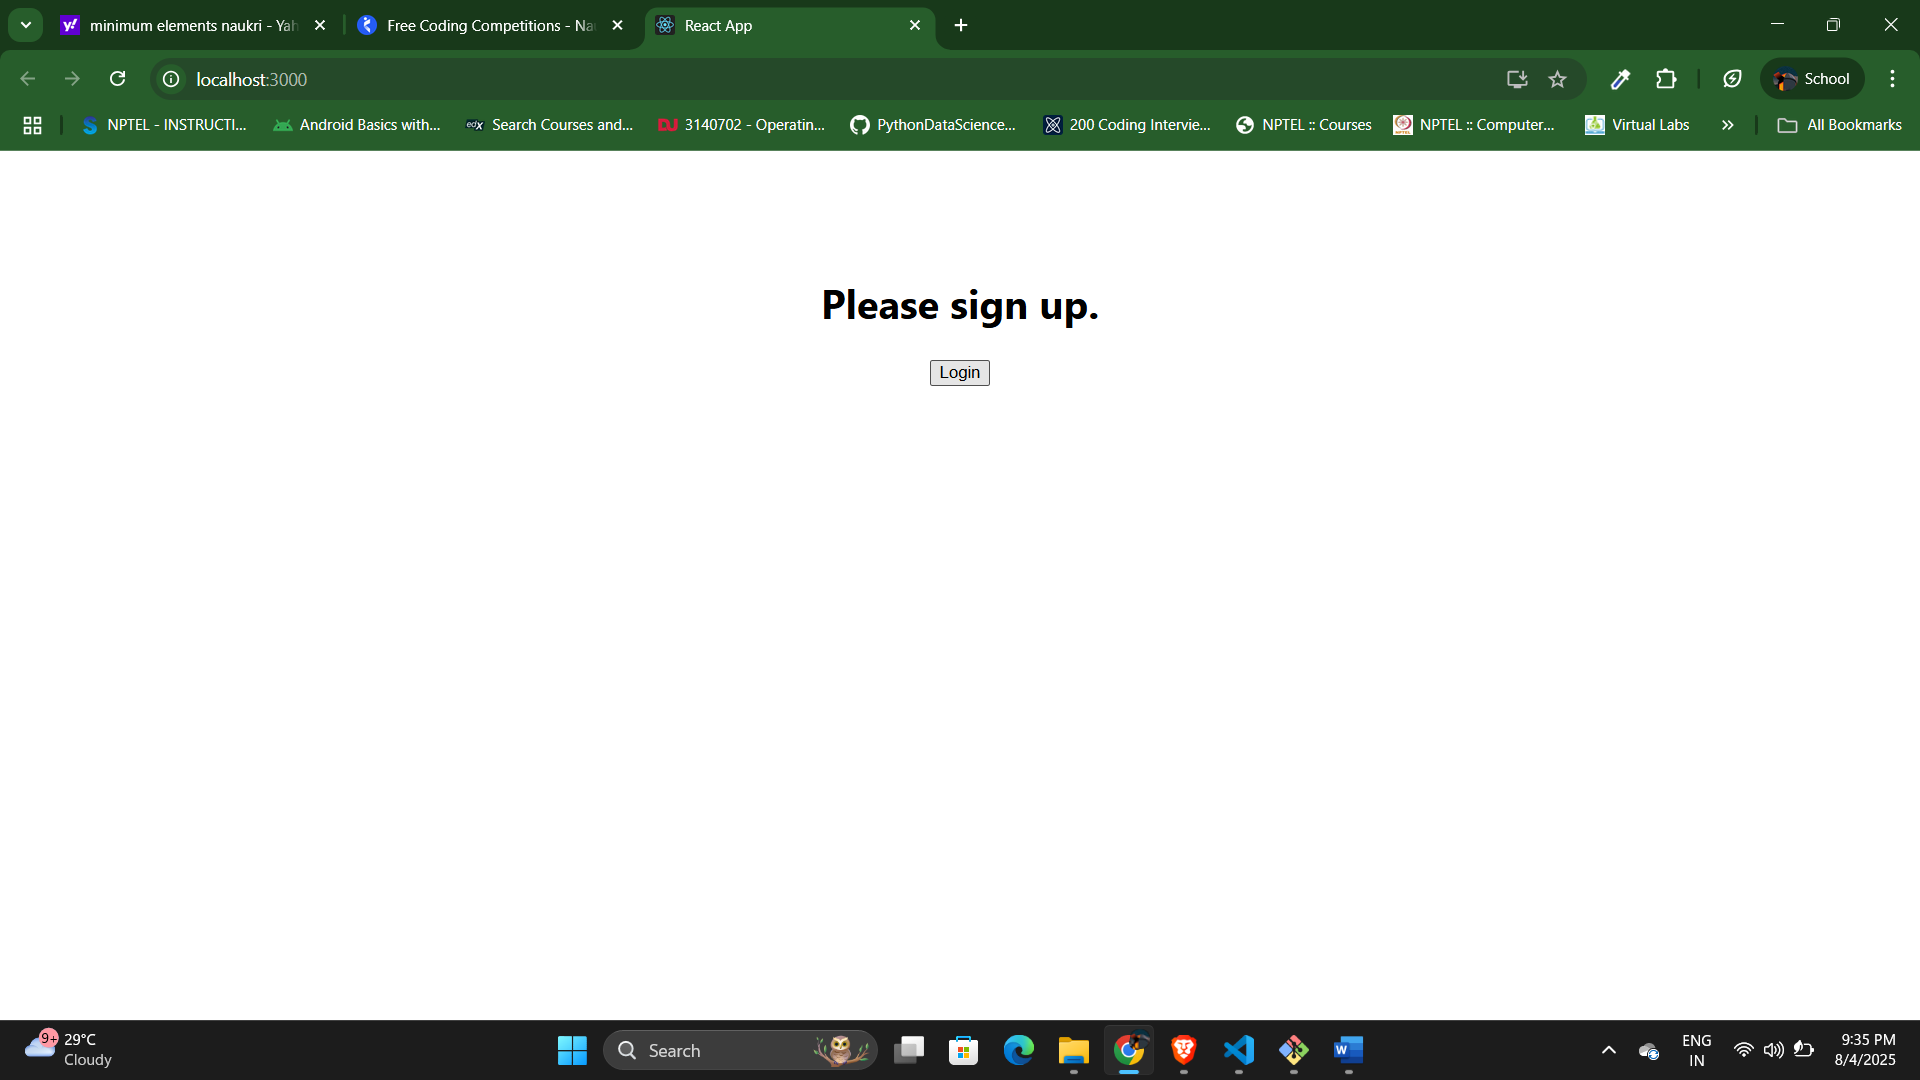 minimum elements naukri - Yah
Free Coding Competitions - Na
React App
localhost:3000
School
NPTEL - INSTRUCTI...
Android Basics with...
edX
Search Courses and...
3140702 - Operatin...
PythonDataScience...
200 Coding Intervie...
NPTEL :: Courses
NPTEL :: Computer...
Virtual Labs
All Bookmarks
Please sign up.
Login
9+
29°C
Cloudy
Search
ENG
IN
9:35 PM
8/4/2025